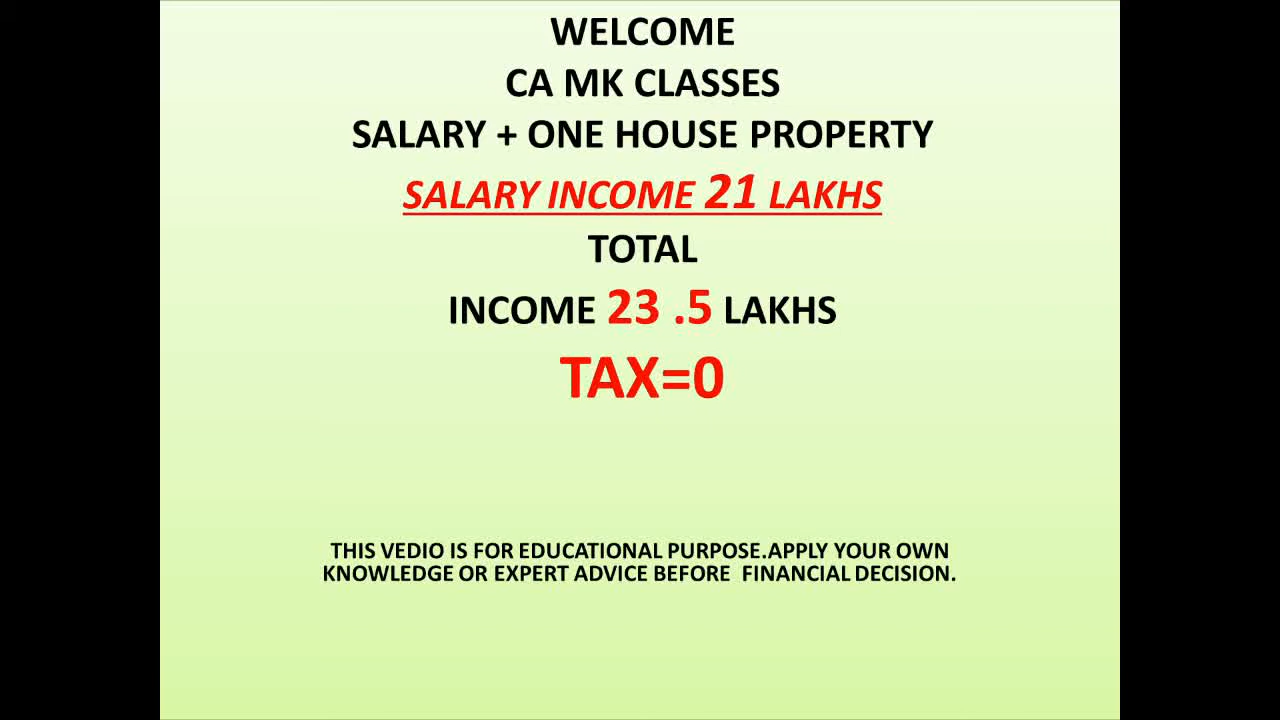 WELCOME
CA MK CLASSES
SALARY + ONE HOUSE PROPERTY
SALARY INCOME 21 LAKHS
TOTAL
INCOME 23 .5 LAKHS
TAX=0
THIS VEDIO IS FOR EDUCATIONAL PURPOSE.APPLY YOUR OWN
KNOWLEDGE OR EXPERT ADVICE BEFORE FINANCIAL DECISION.